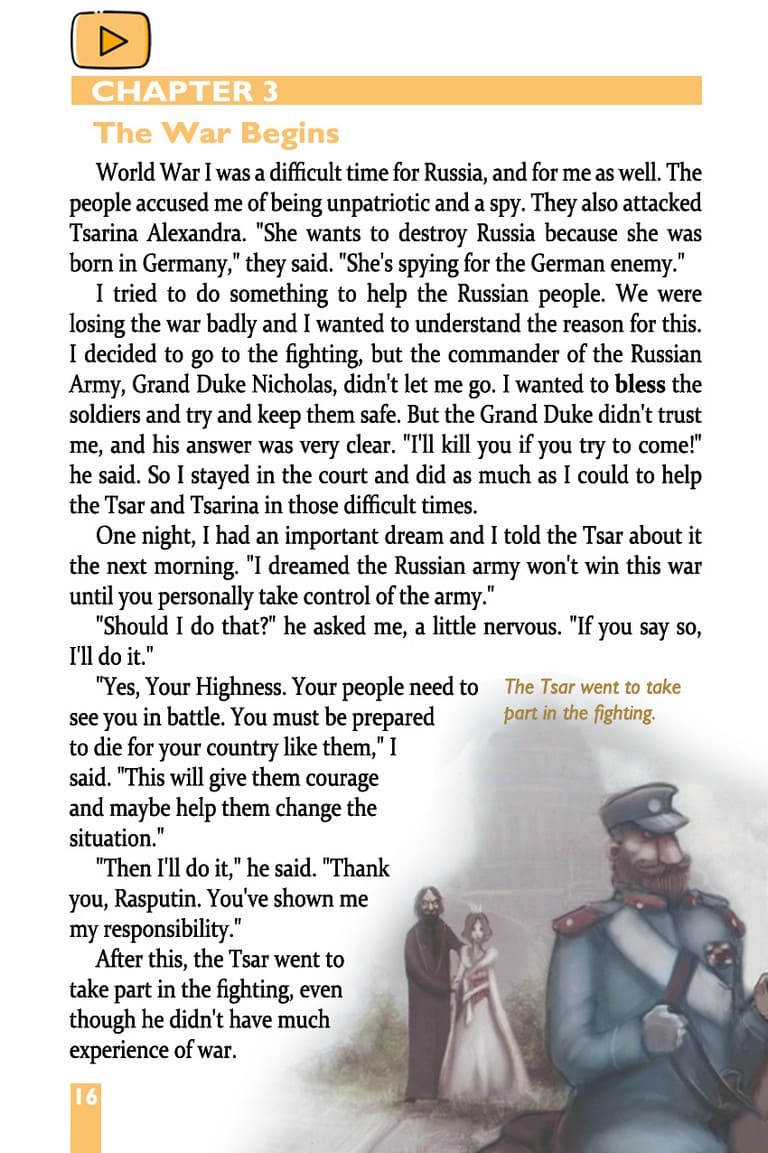 CHAPTER 3
The War Begins
World War I was a difficult time for Russia, and for me as well. The
people accused me of being unpatriotic and a spy. They also attacked
Tsarina Alexandra. "She wants to destroy Russia because she was
born in Germany," they said. "She's spying for the German enemy."
I tried to do something to help the Russian people. We were
losing the war badly and I wanted to understand the reason for this.
I decided to go to the fighting, but the commander of the Russian
Army, Grand Duke Nicholas, didn't let me go. I wanted to bless the
soldiers and try and keep them safe. But the Grand Duke didn't trust
me, and his answer was very clear. "I'll kill you if you try to come!"
he said. So I stayed in the court and did as much as I could to help
the Tsar and Tsarina in those difficult times.
One night, I had an important dream and I told the Tsar about it
the next morning. "I dreamed the Russian army won't win this war
until you personally take control of the army."
"Should I do that?" he asked me, a little nervous. "If you say so,
I'll do it."
"Yes, Your Highness. Your people need to
see you in battle. You must be prepared
to die for your country like them," I
said. "This will give them courage
and maybe help them change the
situation."
"Then I'll do it," he said. "Thank
you, Rasputin. You've shown me
my responsibility."
After this, the Tsar went to
take part in the fighting, even
though he didn't have much
experience of war.
The Tsar went to take
part in the fighting.
16